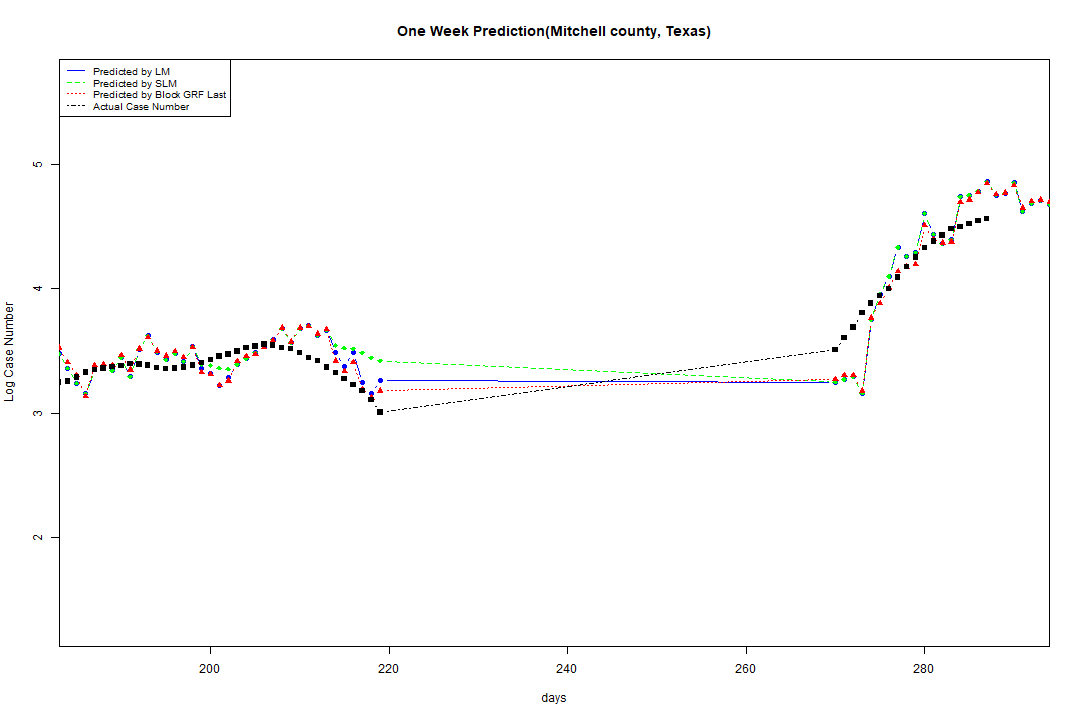 One Week Prediction(Mitchell county, Texas)
Predicted by LM
Predicted by SLM
Predicted by Block GRF Last
Actual Case Number
5
4
3
2
Log Case Number
200 220 240 260 280
days